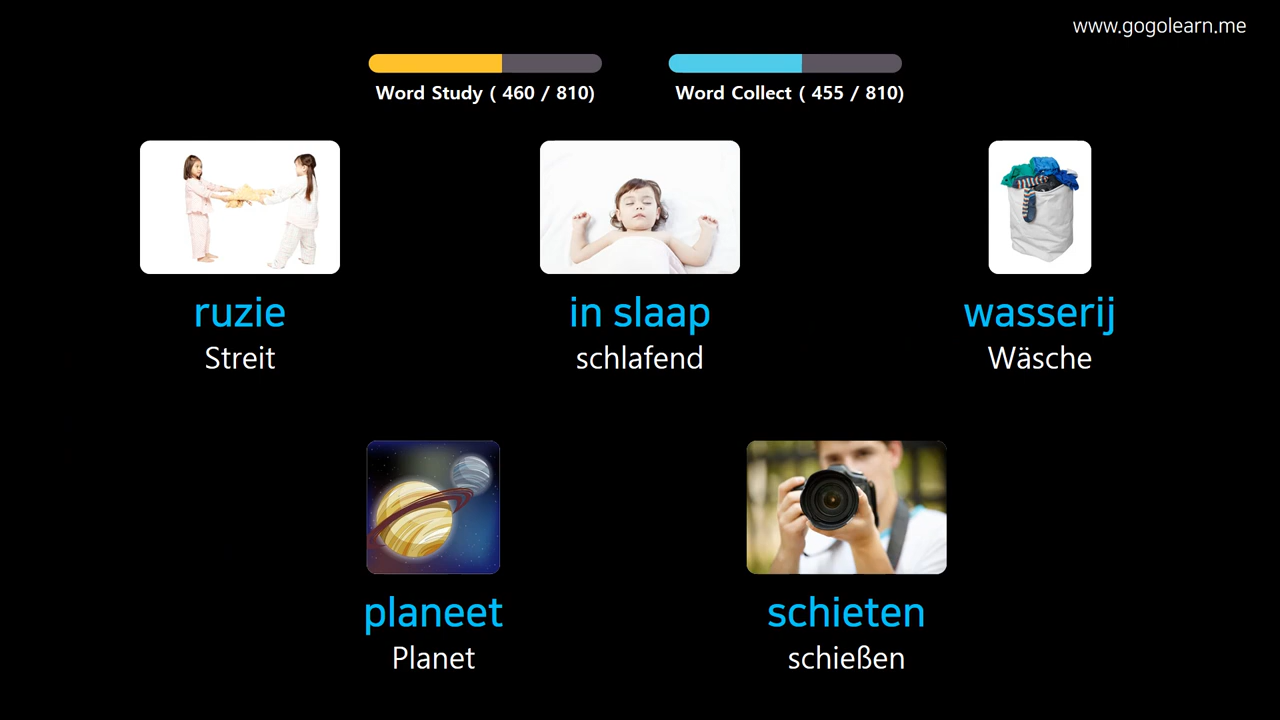 www.gogolearn.me
Word Study ( 460 / 810)
Word Collect ( 455 / 810)
ruzie
Streit
in slaap
schlafend
wasserij
Wäsche
planeet
Planet
schieten
schießen